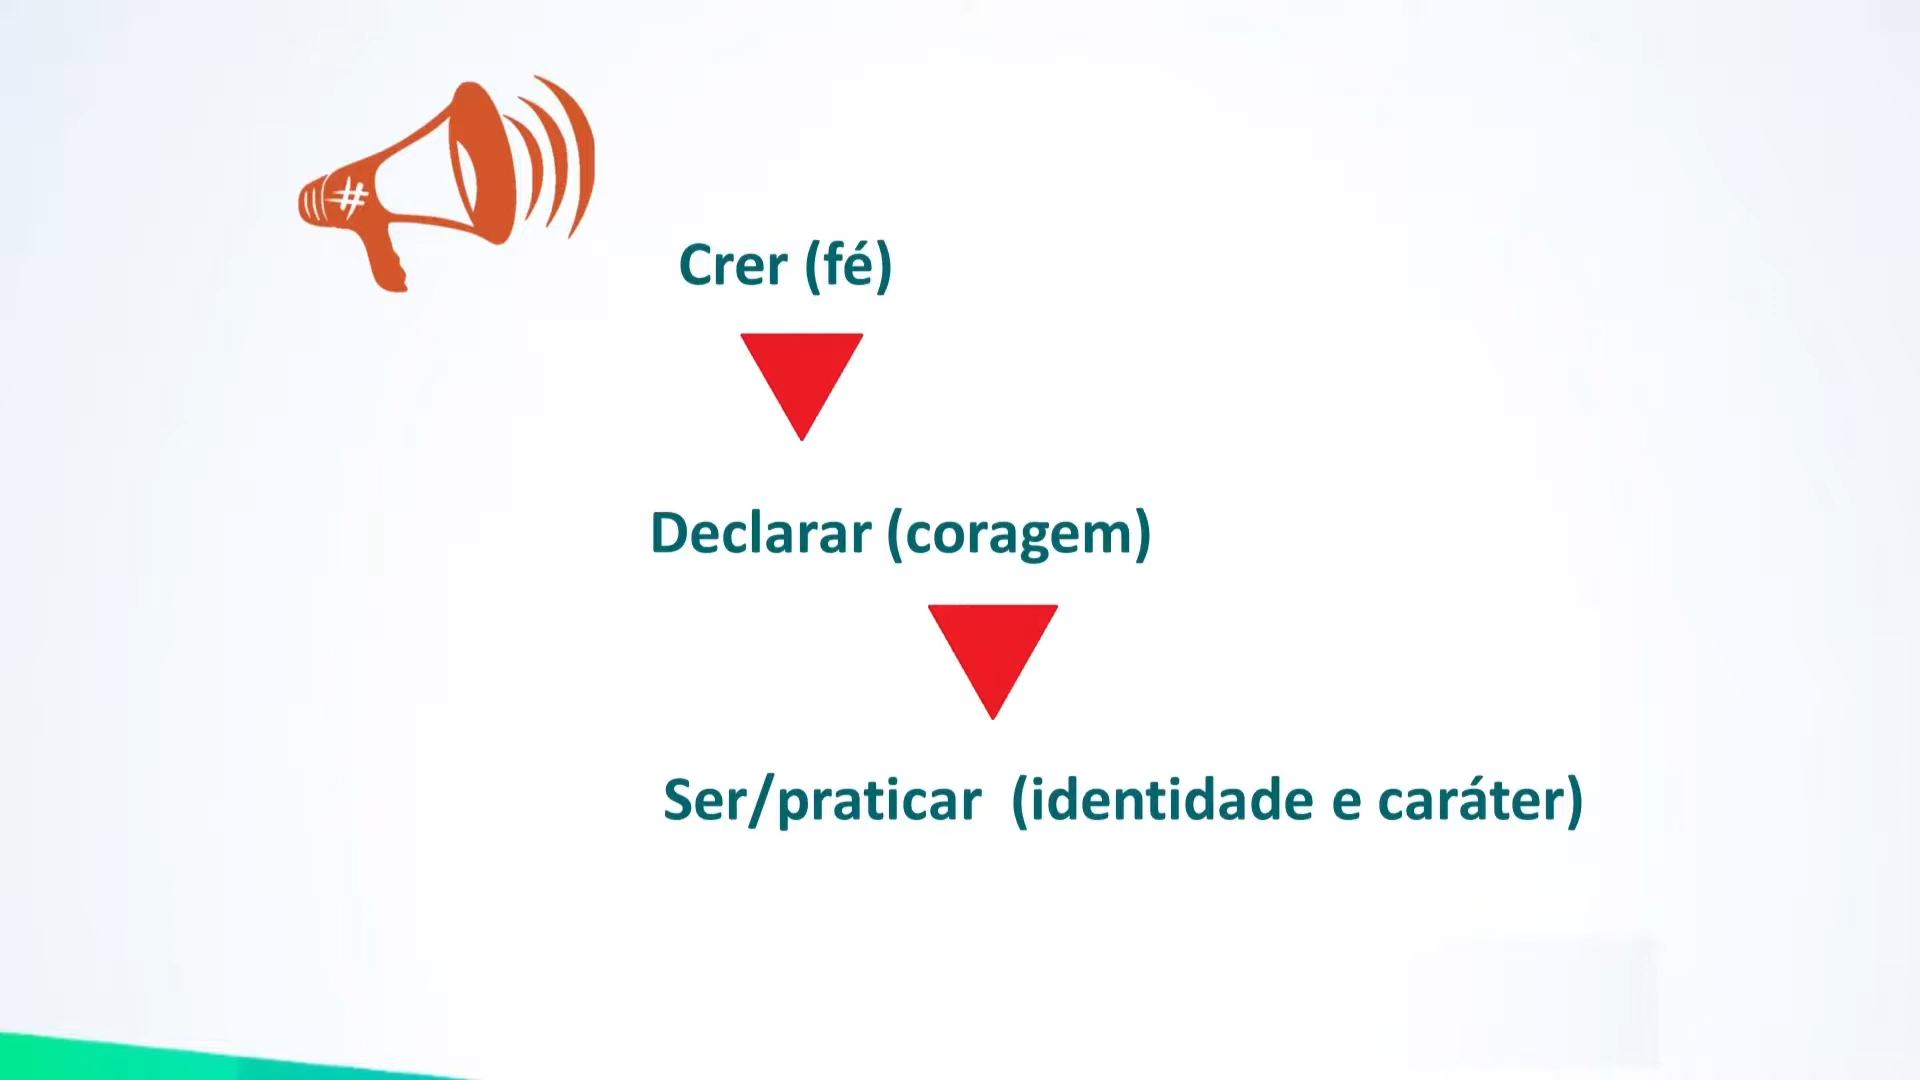 #
Crer (fé)
Declarar (coragem)
Ser/praticar (identidade e caráter)